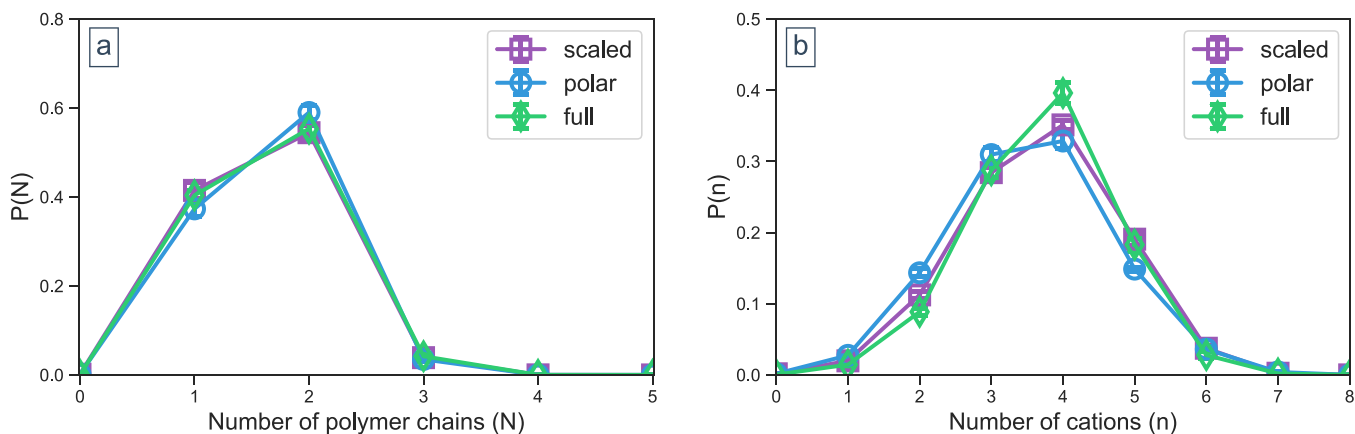 a
scaled
polar
full
P(N)
0.8
0.6
0.4
0.2
0.0
0 1 2 3 4 5
Number of polymer chains (N)
b
scaled
polar
full
P(n)
0.5
0.4
0.3
0.2
0.1
0.0
0 1 2 3 4 5 6 7 8
Number of cations (n)